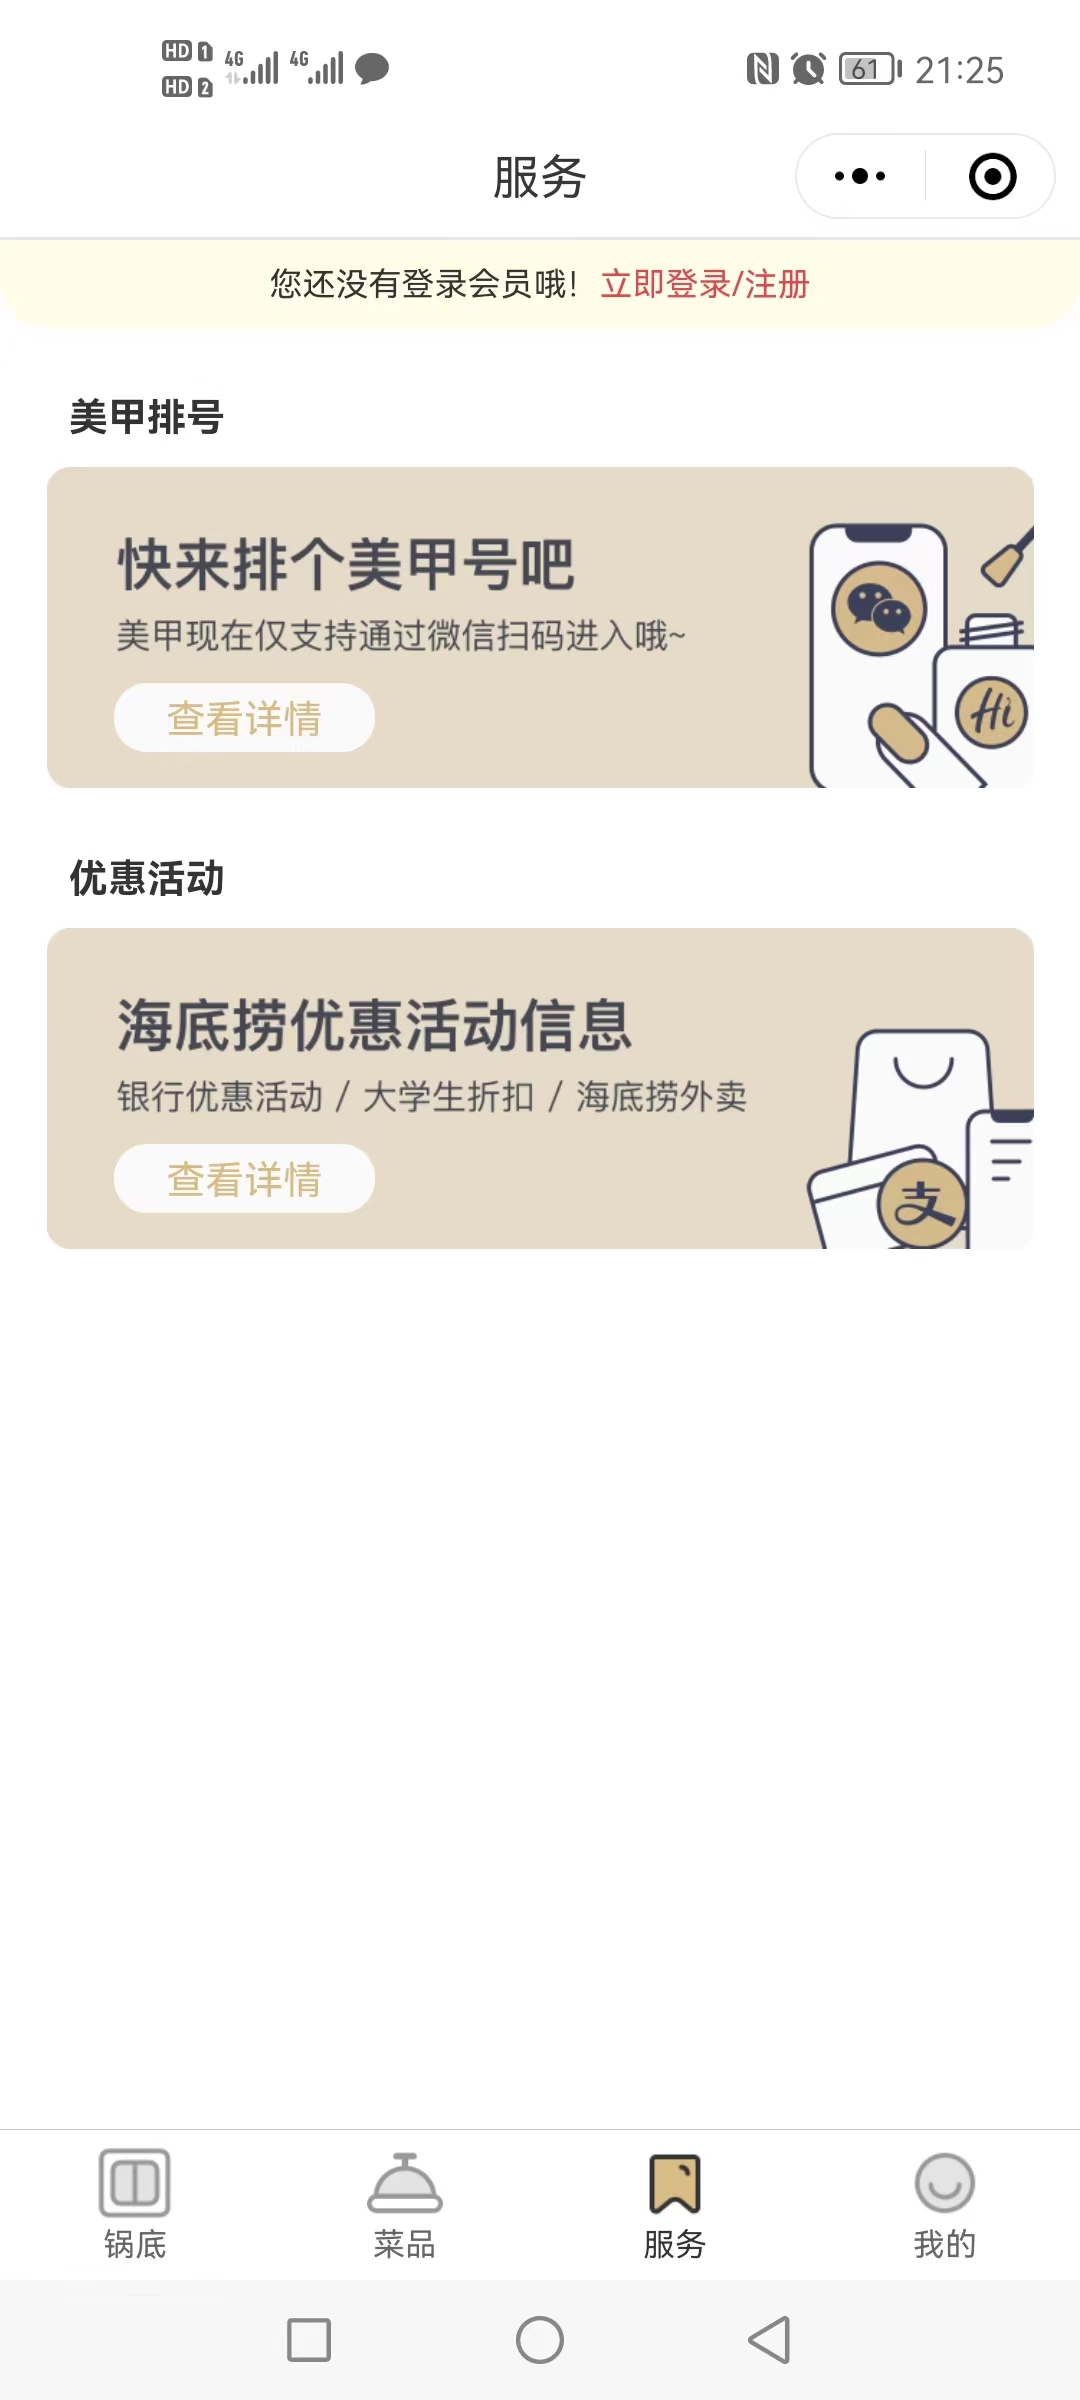 HD 1 4G 4G
HD 2
61 21:25
服务
您还没有登录会员哦！立即登录/注册
美甲排号
快来排个美甲号吧
美甲现在仅支持通过微信扫码进入哦~
查看详情
Hi
优惠活动
海底捞优惠活动信息
银行优惠活动 / 大学生折扣 / 海底捞外卖
查看详情
支
锅底 菜品 服务 我的